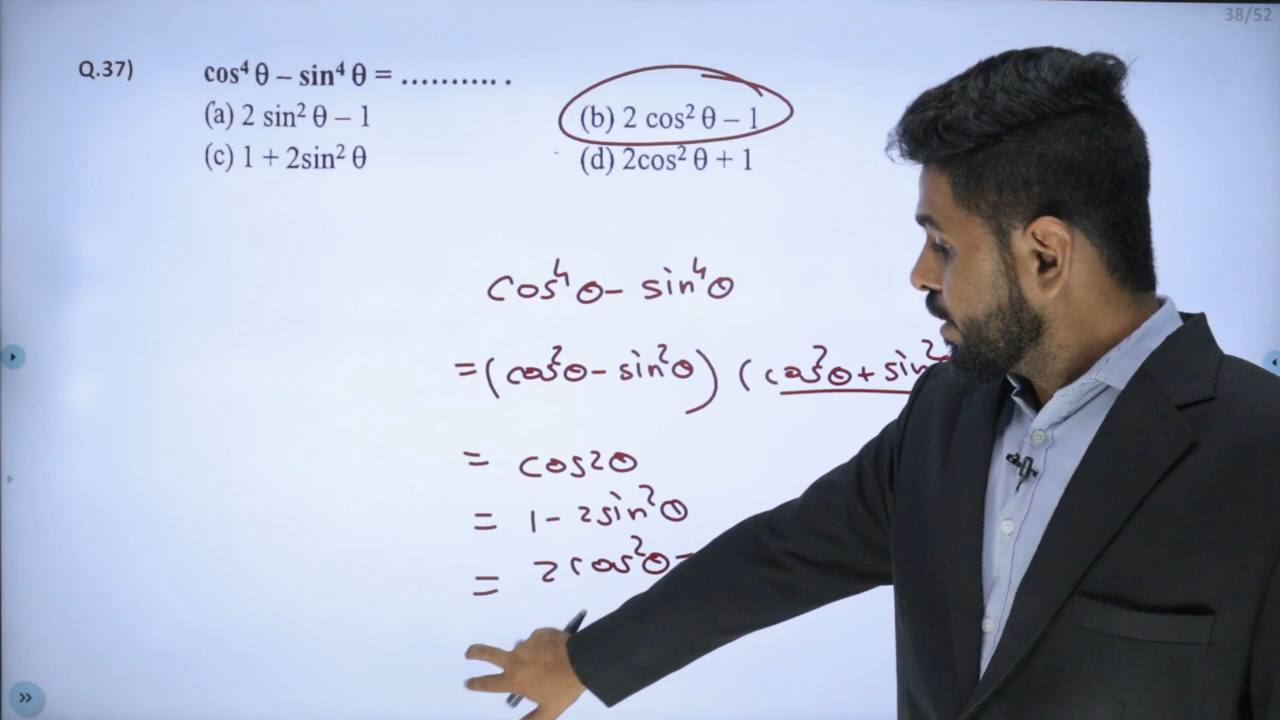 38/52
Q.37) cos⁴ θ – sin⁴ θ = .......... .
(a) 2 sin² θ – 1 (b) 2 cos² θ – 1
(c) 1 + 2sin² θ (d) 2cos² θ + 1
cos⁴θ – sin⁴θ
= (cos²θ – sin²θ) (cos²θ + sin²
= cos2θ
= 1 – 2sin²θ
= 2cos²θ –